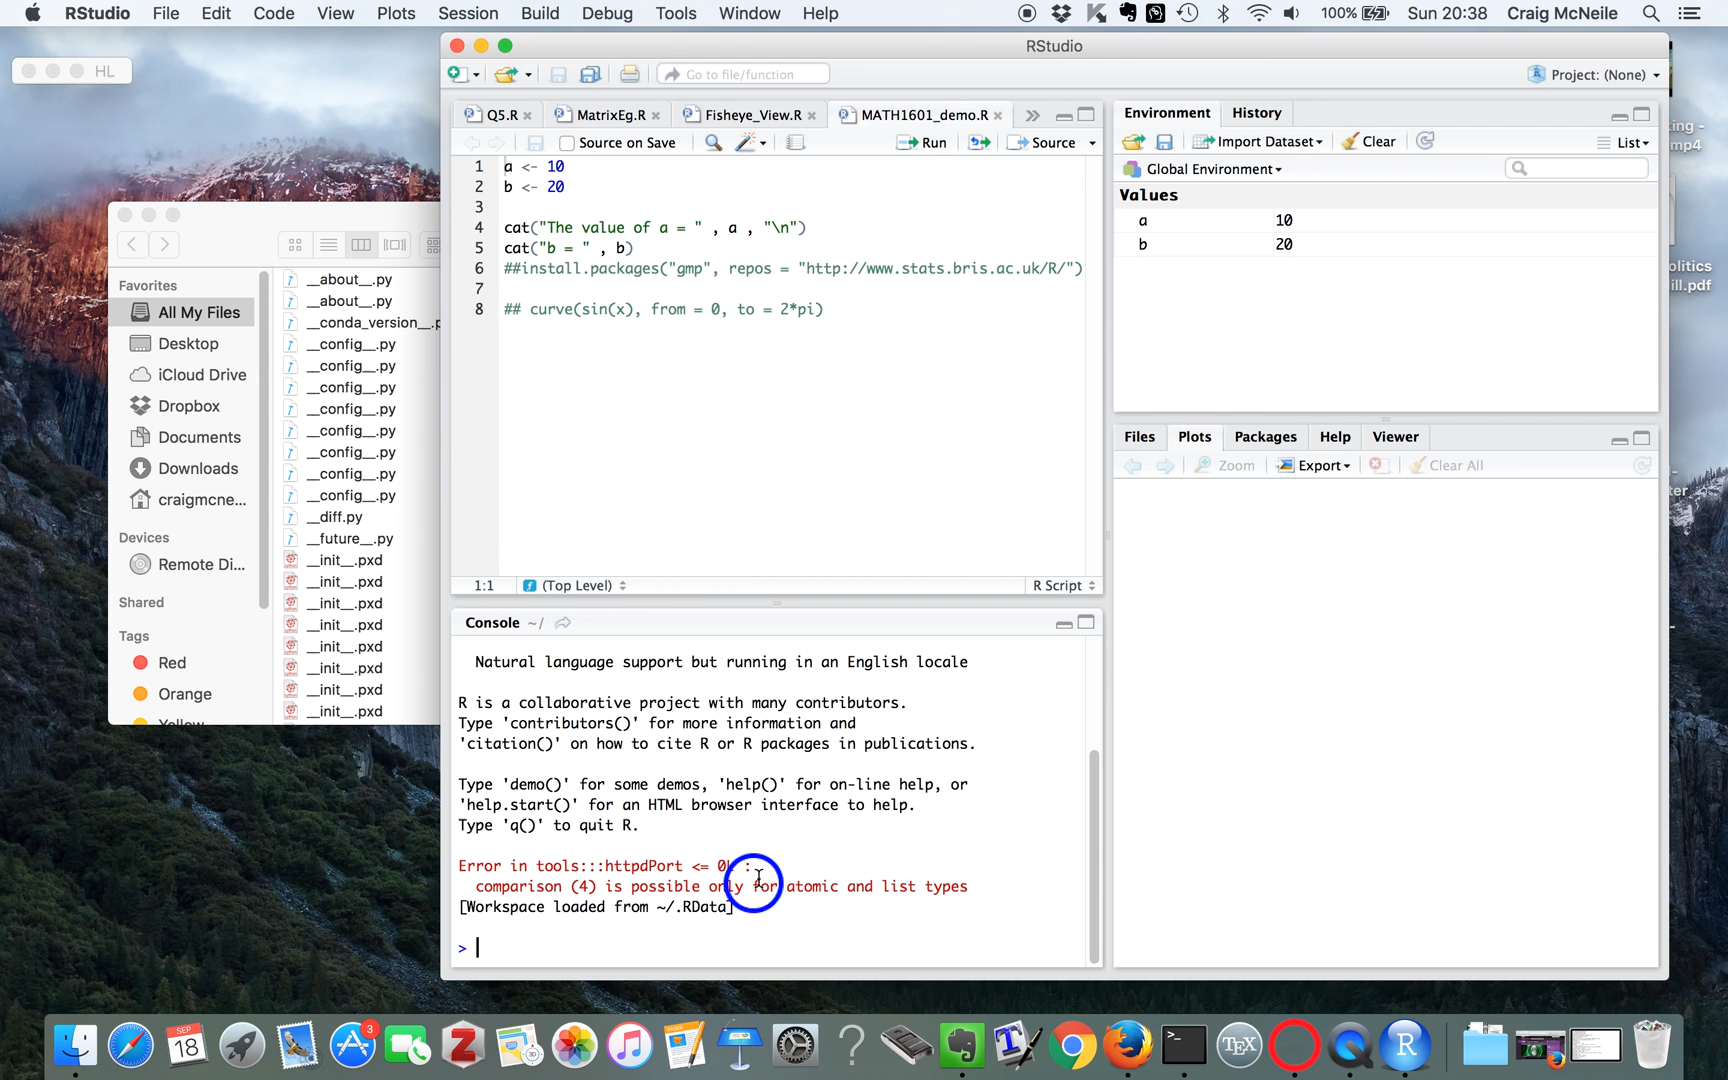 RStudio File Edit Code View Plots Session Build Debug Tools Window Help 100% Sun 20:38 Craig McNeile
HL
RStudio
Go to file/function
Project: (None)
Q5.R MatrixEg.R Fisheye_View.R MATH1601_demo.R
Source on Save Run Source
1 a <- 10
2 b <- 20
3
4 cat("The value of a = " , a , "\n")
5 cat("b = " , b)
6 ##install.packages("gmp", repos = "http://www.stats.bris.ac.uk/R/")
7
8 ## curve(sin(x), from = 0, to = 2*pi)
1:1 (Top Level) R Script
Console ~/
Natural language support but running in an English locale
R is a collaborative project with many contributors.
Type 'contributors()' for more information and
'citation()' on how to cite R or R packages in publications.
Type 'demo()' for some demos, 'help()' for on-line help, or
'help.start()' for an HTML browser interface to help.
Type 'q()' to quit R.
Error in tools:::httpdPort <= 0L :
comparison (4) is possible only for atomic and list types
[Workspace loaded from ~/.RData]
>
Environment History
Import Dataset Clear List
Global Environment
Values
a 10
b 20
Files Plots Packages Help Viewer
Zoom Export Clear All
Favorites
All My Files
Desktop
iCloud Drive
Dropbox
Documents
Downloads
craigmcne...
Devices
Remote Di...
Shared
Tags
Red
Orange
Yellow
__about__.py
__about__.py
__conda_version__.p
__config__.py
__config__.py
__config__.py
__config__.py
__config__.py
__config__.py
__config__.py
__config__.py
__diff.py
__future__.py
__init__.pxd
__init__.pxd
__init__.pxd
__init__.pxd
__init__.pxd
__init__.pxd
__init__.pxd
__init__.pxd
ing -
mp4
olitics
ill.pdf
ter
SEP
18
3
TEX
R